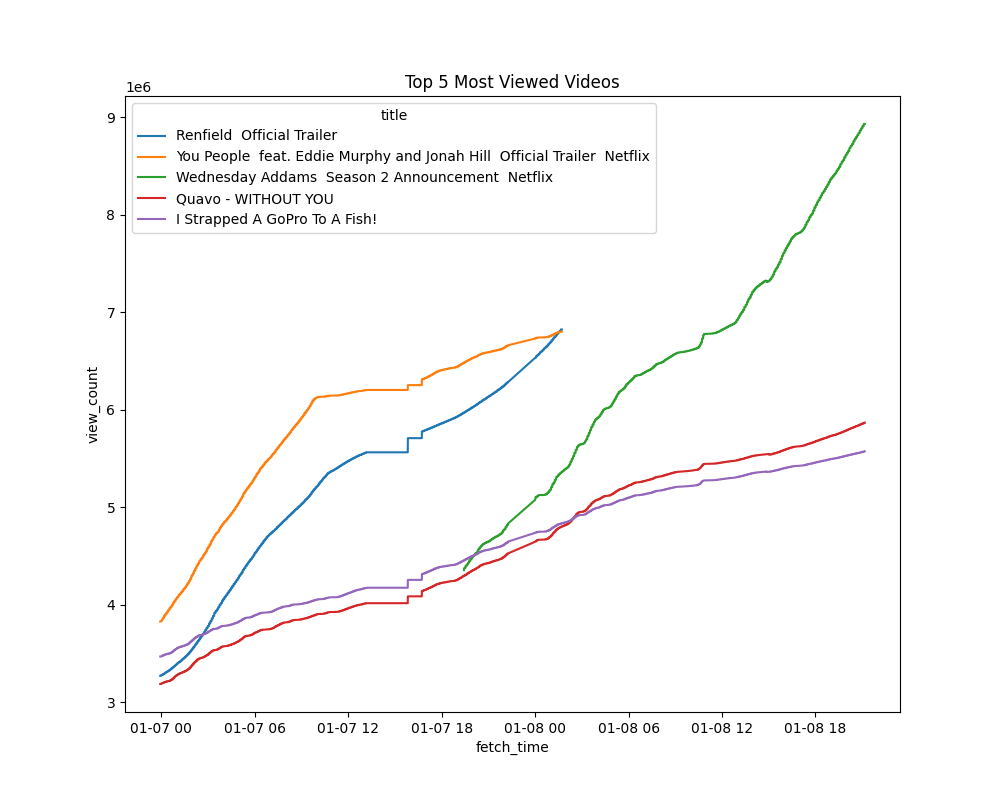 Top 5 Most Viewed Videos
1e6
title
Renfield  Official Trailer
You People  feat. Eddie Murphy and Jonah Hill  Official Trailer  Netflix
Wednesday Addams  Season 2 Announcement  Netflix
Quavo - WITHOUT YOU
I Strapped A GoPro To A Fish!
9
8
7
6
5
4
3
view_count
01-07 00
01-07 06
01-07 12
01-07 18
01-08 00
01-08 06
01-08 12
01-08 18
fetch_time